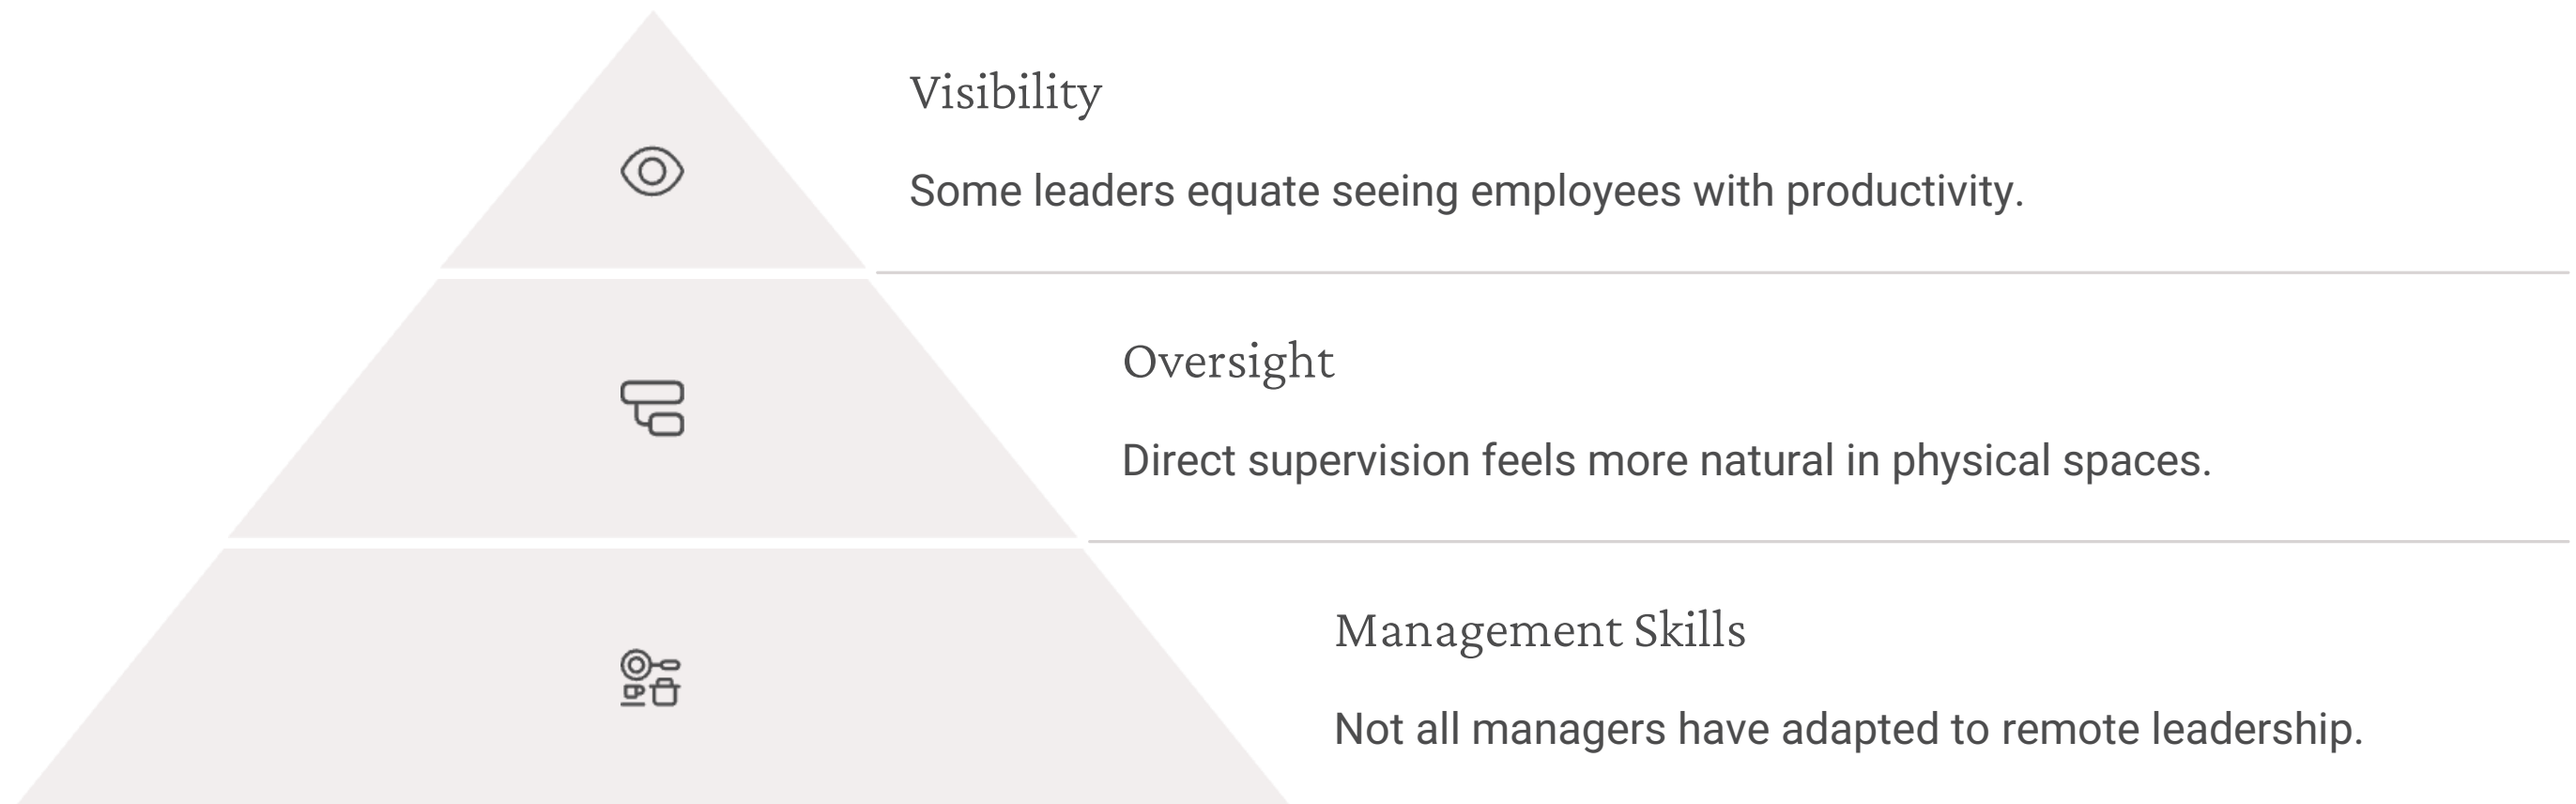 Visibility
Some leaders equate seeing employees with productivity.
Oversight
Direct supervision feels more natural in physical spaces.
Management Skills
Not all managers have adapted to remote leadership.